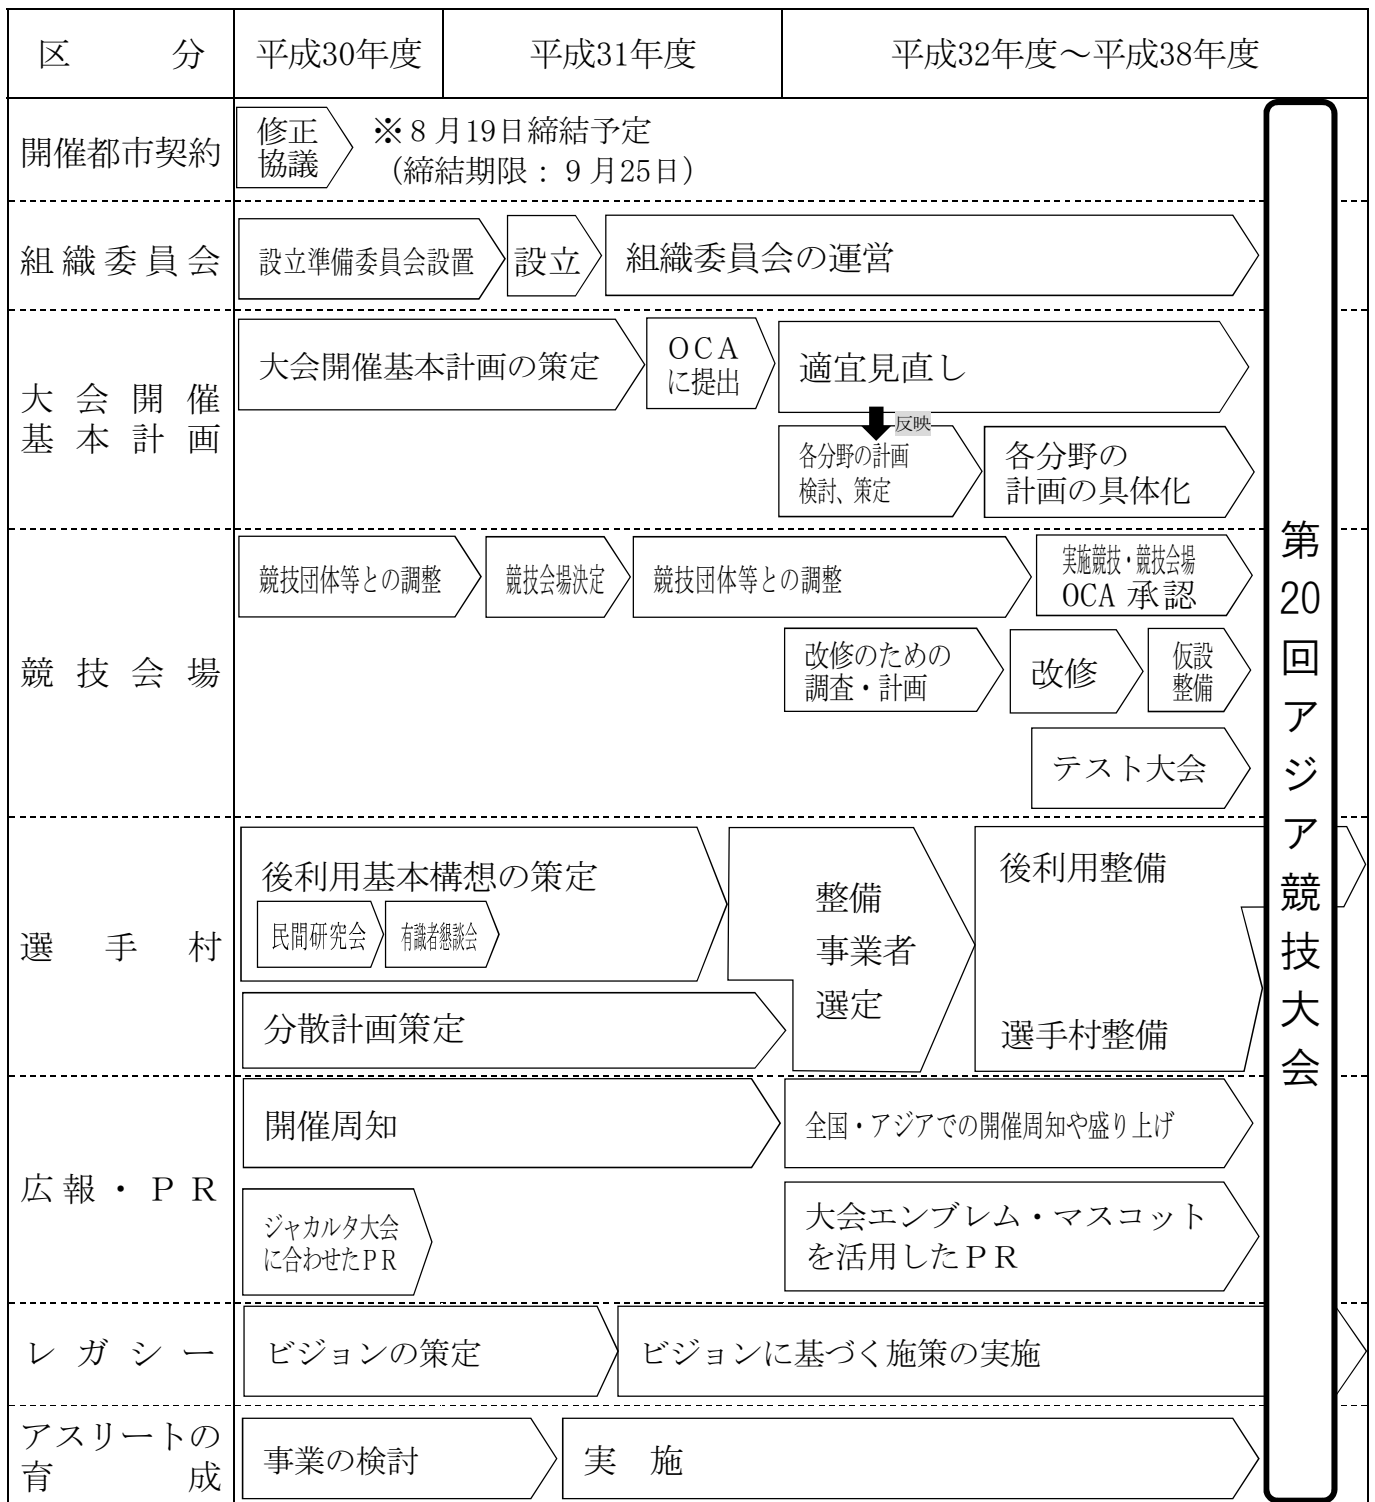 区　　分
平成30年度
平成31年度
平成32年度～平成38年度
開催都市契約
修正
協議
※８月19日締結予定
（締結期限：９月25日）
組織委員会
設立準備委員会設置
設立
組織委員会の運営
大会開催
基本計画
大会開催基本計画の策定
ＯＣＡ
に提出
適宜見直し
反映
各分野の計画
検討、策定
各分野の
計画の具体化
競技会場
競技団体等との調整
競技会場決定
競技団体等との調整
実施競技・競技会場
OCA 承認
改修のための
調査・計画
改修
仮設
整備
テスト大会
選手村
後利用基本構想の策定
民間研究会
有識者懇談会
分散計画策定
整備
事業者
選定
後利用整備
選手村整備
広報・ＰＲ
開催周知
全国・アジアでの開催周知や盛り上げ
ジャカルタ大会
に合わせたＰＲ
大会エンブレム・マスコット
を活用したＰＲ
レガシー
ビジョンの策定
ビジョンに基づく施策の実施
アスリートの
育　　成
事業の検討
実　施
第20回アジア競技大会